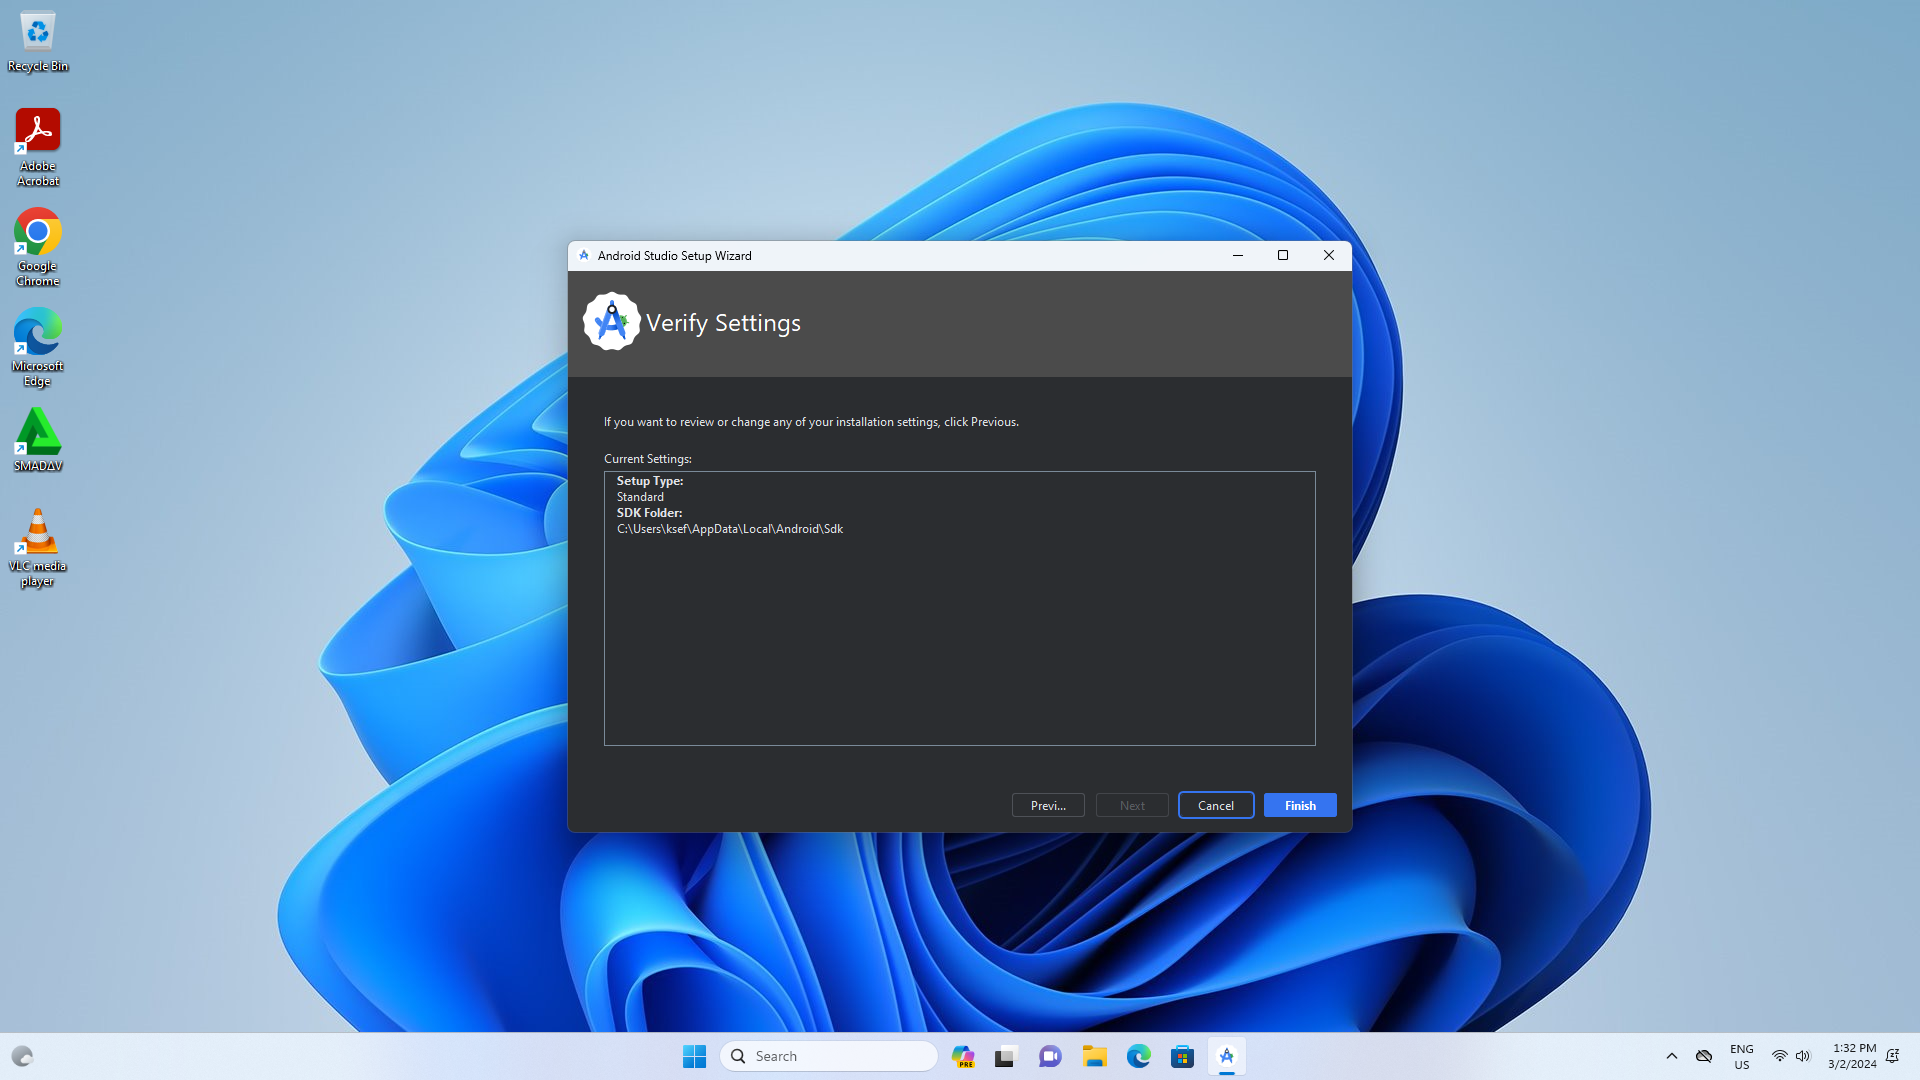 Recycle Bin
Adobe
Acrobat
Google
Chrome
Microsoft
Edge
SMADΔV
VLC media
player
Android Studio Setup Wizard
Verify Settings
If you want to review or change any of your installation settings, click Previous.
Current Settings:
Setup Type:
Standard
SDK Folder:
C:\Users\ksef\AppData\Local\Android\Sdk
Previ...
Next
Cancel
Finish
Search
PRE
ENG
US
1:32 PM
3/2/2024